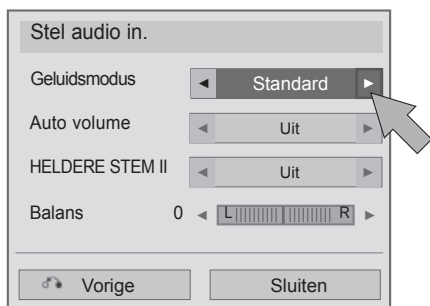 Stel audio in.
Geluidsmodus ◄ Standard ►
Auto volume ◄ Uit ►
HELDERE STEM II ◄ Uit ►
Balans 0 ◄ L R ►
Vorige Sluiten